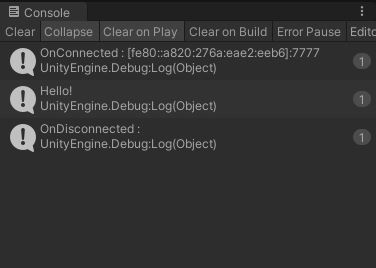 Console
Clear Collapse Clear on Play Clear on Build Error Pause Edito
OnConnected : [fe80::a820:276a:eae2:eeb6]:7777
UnityEngine.Debug:Log(Object)
1
Hello!
UnityEngine.Debug:Log(Object)
1
OnDisconnected :
UnityEngine.Debug:Log(Object)
1